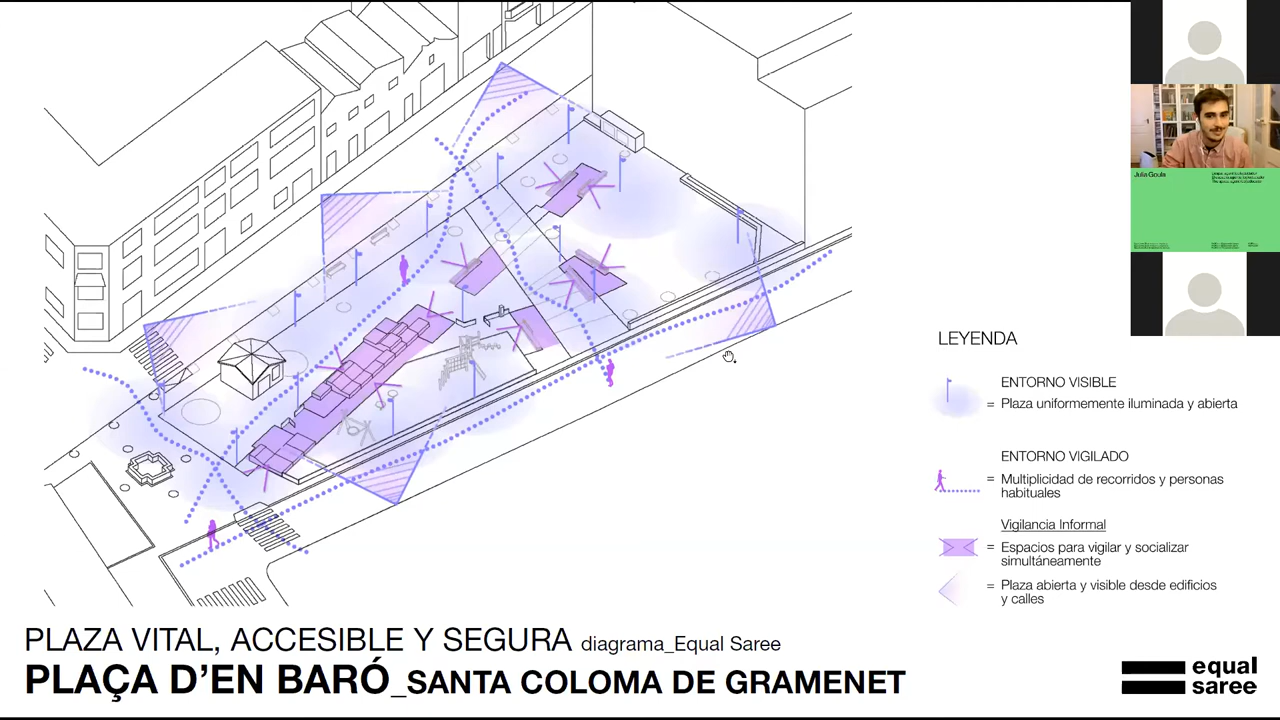 Julia Goula
LEYENDA
ENTORNO VISIBLE
= Plaza uniformemente iluminada y abierta
ENTORNO VIGILADO
= Multiplicidad de recorridos y personas
habituales
Vigilancia Informal
= Espacios para vigilar y socializar
simultáneamente
= Plaza abierta y visible desde edificios
y calles
PLAZA VITAL, ACCESIBLE Y SEGURA diagrama_Equal Saree
PLAÇA D'EN BARÓ_SANTA COLOMA DE GRAMENET
equal
saree